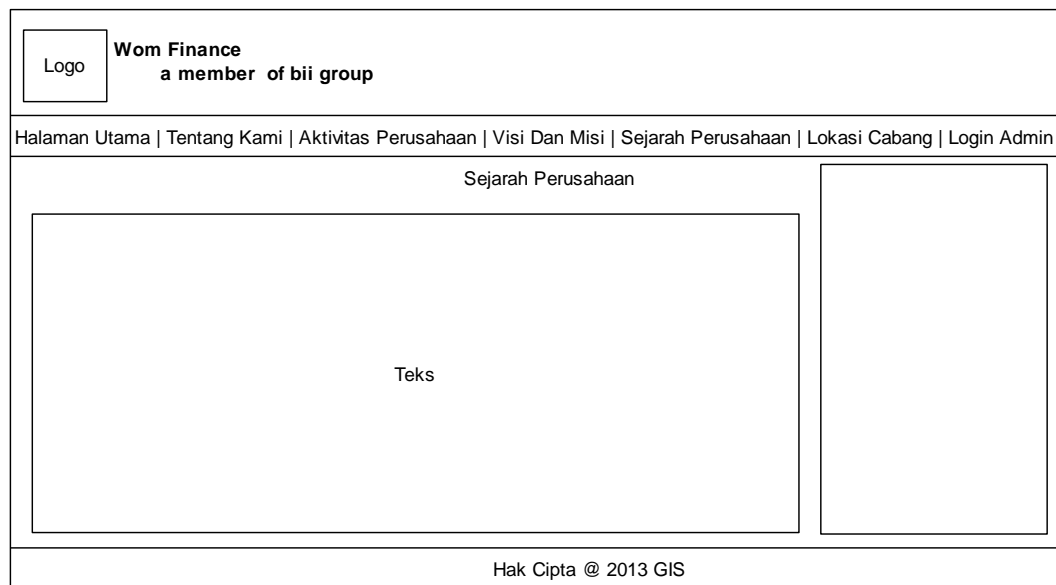 Logo
Wom Finance
a member of bii group
Halaman Utama | Tentang Kami | Aktivitas Perusahaan | Visi Dan Misi | Sejarah Perusahaan | Lokasi Cabang | Login Admin
Sejarah Perusahaan
Teks
Hak Cipta @ 2013 GIS